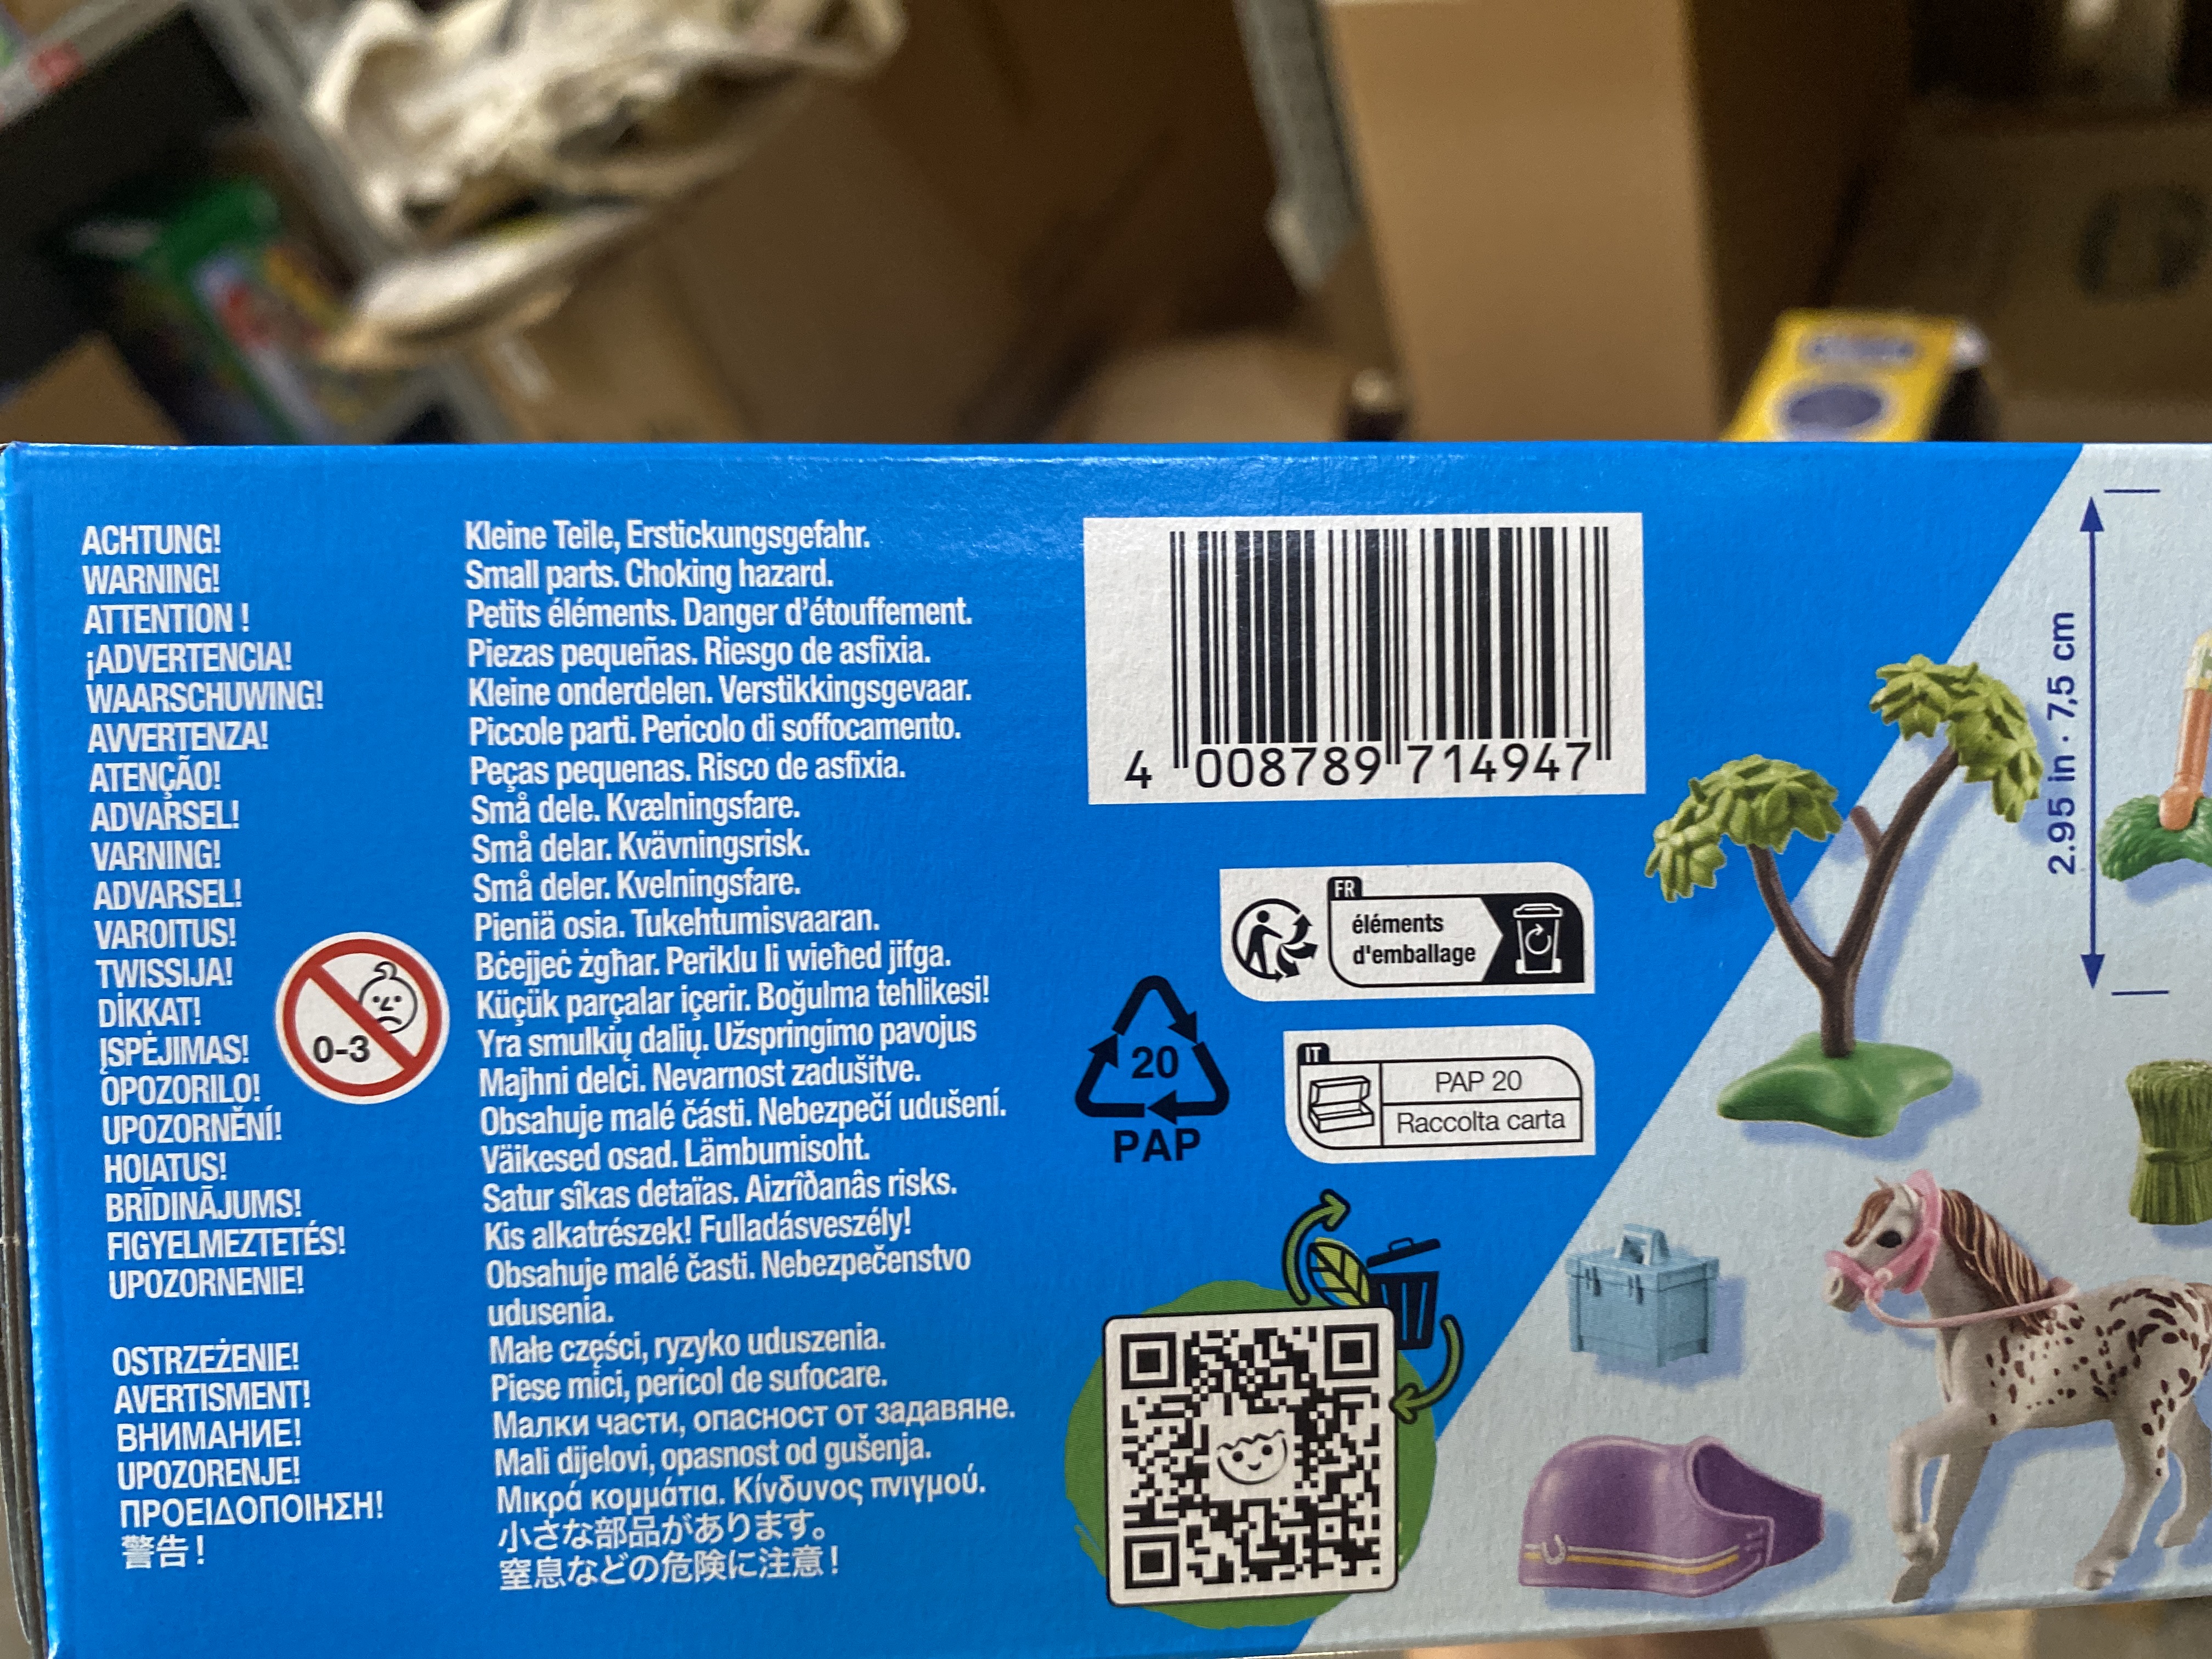 ACHTUNG! Kleine Teile, Erstickungsgefahr.
WARNING! Small parts. Choking hazard.
ATTENTION ! Petits éléments. Danger d'étouffement.
¡ADVERTENCIA! Piezas pequeñas. Riesgo de asfixia.
WAARSCHUWING! Kleine onderdelen. Verstikkingsgevaar.
AVVERTENZA! Piccole parti. Pericolo di soffocamento.
ATENÇÃO! Peças pequenas. Risco de asfixia.
ADVARSEL! Små dele. Kvælningsfare.
VARNING! Små delar. Kvävningsrisk.
ADVARSEL! Små deler. Kvelningsfare.
VAROITUS! Pieniä osia. Tukehtumisvaaran.
TWISSIJA! Bċejjeċ żgħar. Periklu li wieħed jifga.
DİKKAT! Küçük parçalar içerir. Boğulma tehlikesi!
ĮSPĖJIMAS! Yra smulkių dalių. Užspringimo pavojus
OPOZORILO! Majhni delci. Nevarnost zadušitve.
UPOZORNĚNÍ! Obsahuje malé části. Nebezpečí udušení.
HOIATUS! Väikesed osad. Lämbumisoht.
BRĪDINĀJUMS! Satur sîkas detaïas. Aizrîðanâs risks.
FIGYELMEZTETÉS! Kis alkatrészek! Fulladásveszély!
UPOZORNENIE! Obsahuje malé časti. Nebezpečenstvo
udusenia.
OSTRZEŻENIE! Małe części, ryzyko uduszenia.
AVERTISMENT! Piese mici, pericol de sufocare.
ВНИМАНИЕ! Малки части, опасност от задавяне.
UPOZORENJE! Mali dijelovi, opasnost od gušenja.
ΠΡΟΕΙΔΟΠΟΙΗΣΗ! Μικρά κομμάτια. Κίνδυνος πνιγμού.
警告! 小さな部品があります。
窒息などの危険に注意!
0-3
4 008789 714947
FR
éléments
d'emballage
20
PAP
IT
PAP 20
Raccolta carta
2.95 in · 7,5 cm